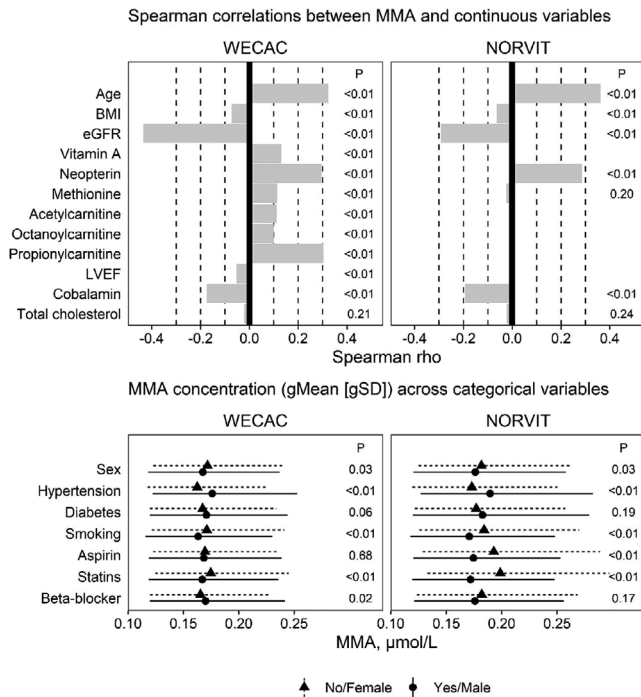 Spearman correlations between MMA and continuous variables
WECAC NORVIT
P P
Age <0.01 <0.01
BMI <0.01 <0.01
eGFR <0.01 <0.01
Vitamin A <0.01
Neopterin <0.01 <0.01
Methionine <0.01 0.20
Acetylcarnitine <0.01
Octanoylcarnitine <0.01
Propionylcarnitine <0.01
LVEF <0.01
Cobalamin <0.01 <0.01
Total cholesterol 0.21 0.24
-0.4 -0.2 0.0 0.2 0.4 -0.4 -0.2 0.0 0.2 0.4
Spearman rho
MMA concentration (gMean [gSD]) across categorical variables
WECAC NORVIT
P P
Sex 0.03 0.03
Hypertension <0.01 <0.01
Diabetes 0.06 0.19
Smoking <0.01 <0.01
Aspirin 0.68 <0.01
Statins <0.01 <0.01
Beta-blocker 0.02 0.17
0.10 0.15 0.20 0.25 0.10 0.15 0.20 0.25
MMA, μmol/L
No/Female Yes/Male